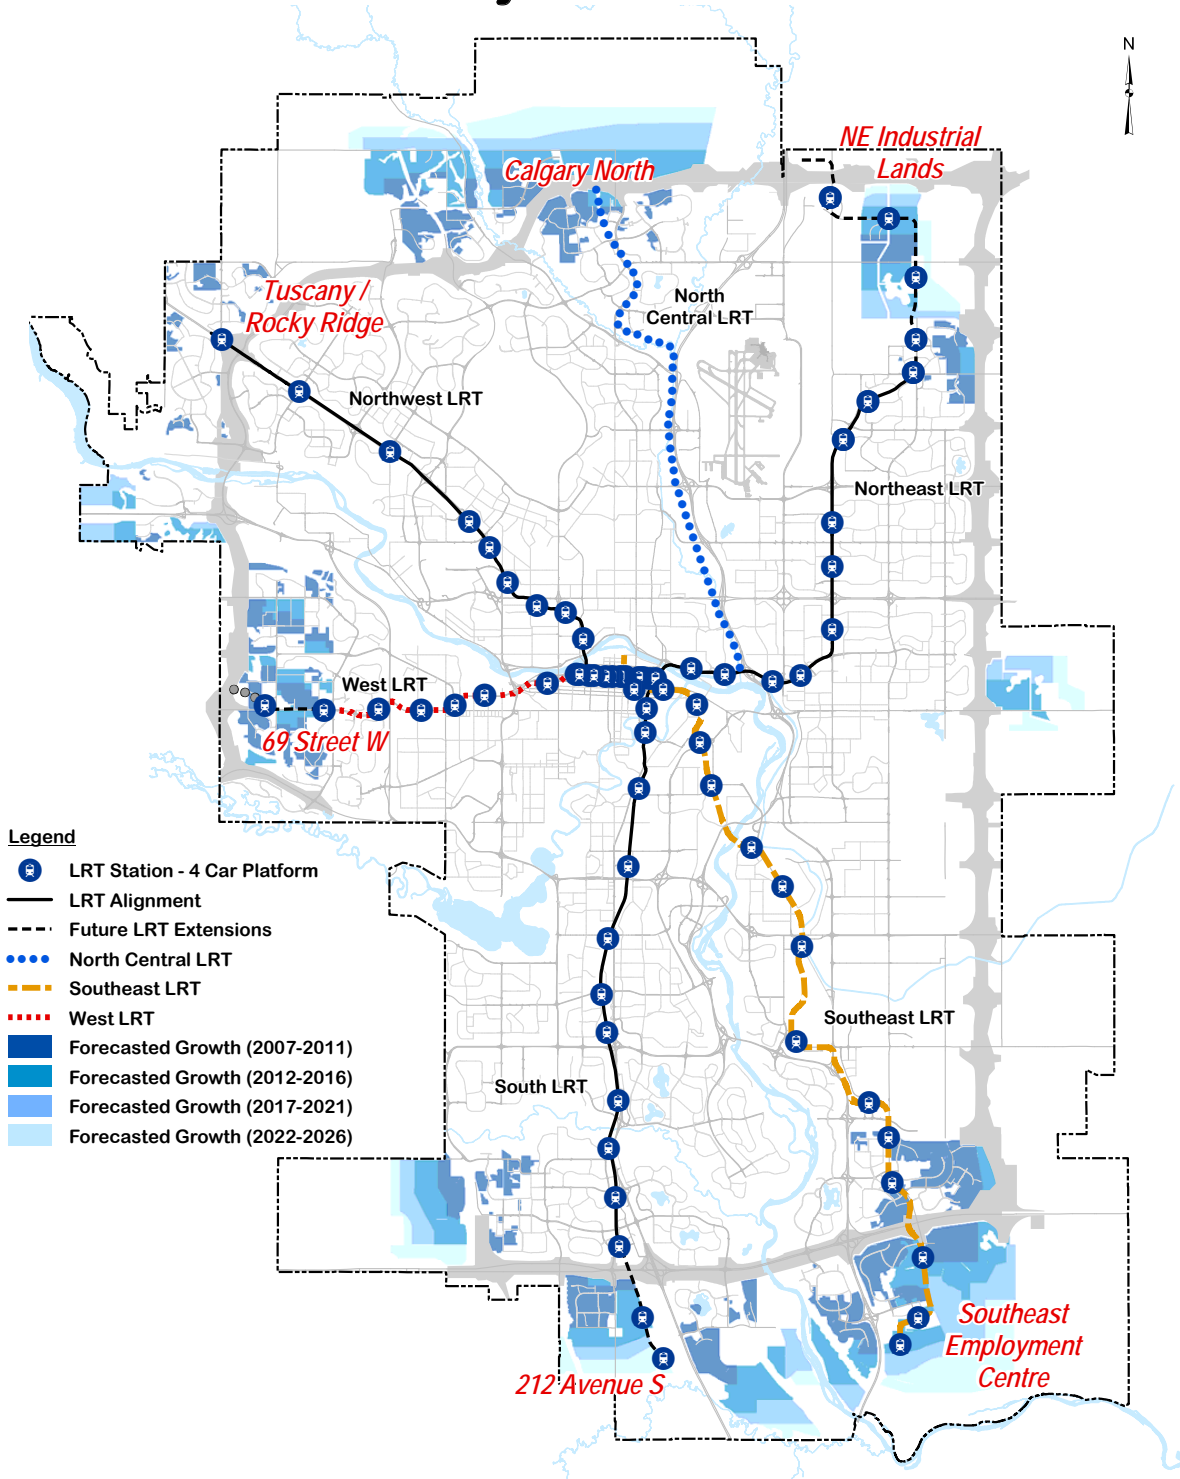 N
NE Industrial
Lands
Calgary North
Tuscany /
Rocky Ridge
North
Central LRT
Northwest LRT
Northeast LRT
West LRT
69 Street W
Legend
LRT Station - 4 Car Platform
LRT Alignment
Future LRT Extensions
North Central LRT
Southeast LRT
West LRT
Forecasted Growth (2007-2011)
Forecasted Growth (2012-2016)
Forecasted Growth (2017-2021)
Forecasted Growth (2022-2026)
Southeast LRT
South LRT
Southeast
Employment
Centre
212 Avenue S